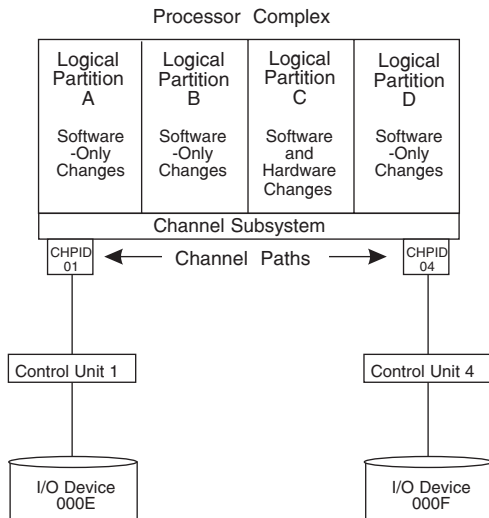 Processor Complex
Logical
Partition
A
Software
-Only
Changes
Logical
Partition
B
Software
-Only
Changes
Logical
Partition
C
Software
and
Hardware
Changes
Logical
Partition
D
Software
-Only
Changes
Channel Subsystem
CHPID
01
Channel Paths
CHPID
04
Control Unit 1
Control Unit 4
I/O Device
000E
I/O Device
000F